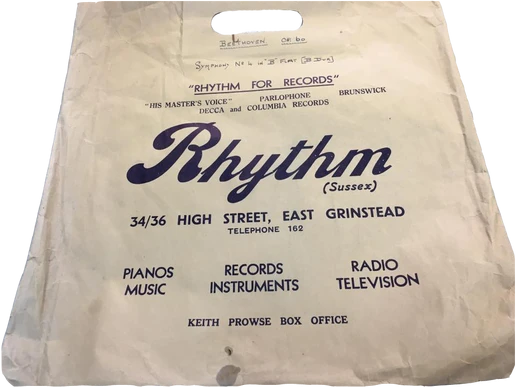 BEETHOVEN OP. 60
SYMPHONY No 4 in "B" FLAT [B Dur]
"RHYTHM FOR RECORDS"
"HIS MASTER'S VOICE" PARLOPHONE BRUNSWICK
DECCA and COLUMBIA RECORDS
Rhythm
(Sussex)
34/36 HIGH STREET, EAST GRINSTEAD
TELEPHONE 162
PIANOS RECORDS RADIO
MUSIC INSTRUMENTS TELEVISION
KEITH PROWSE BOX OFFICE